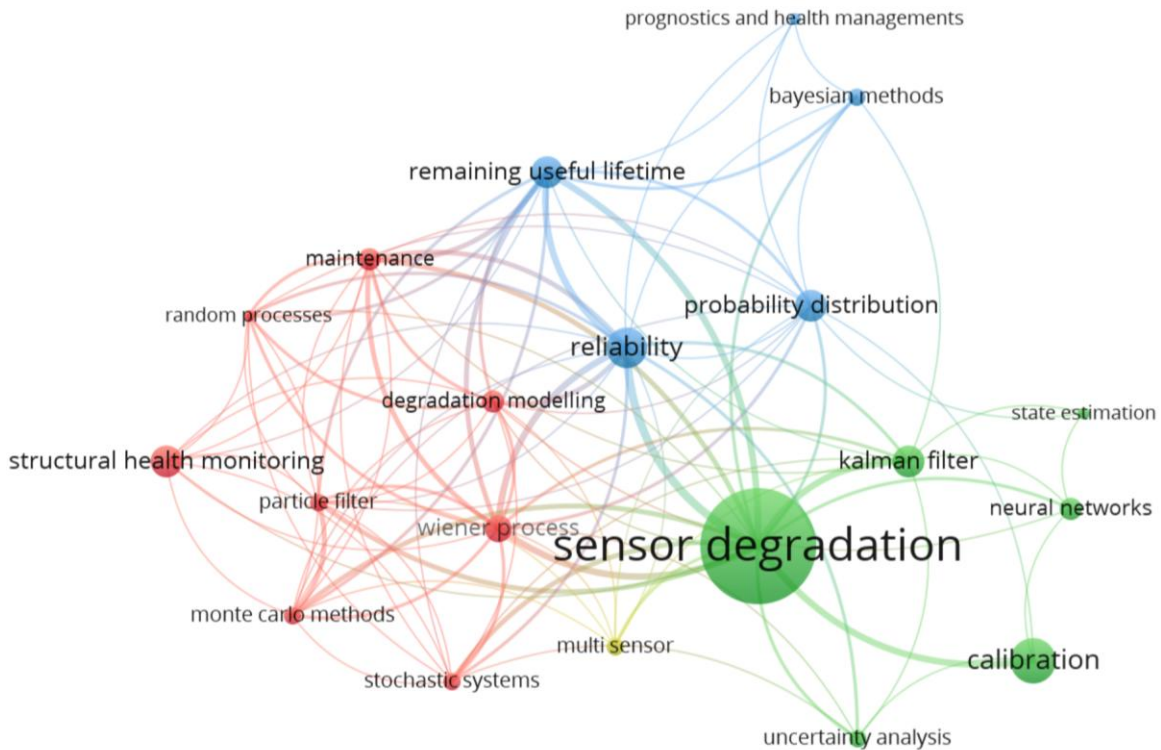 prognostics and health managements
bayesian methods
remaining useful lifetime
maintenance
probability distribution
random processes
reliability
degradation modelling
state estimation
structural health monitoring
kalman filter
particle filter
neural networks
wiener process
sensor degradation
monte carlo methods
multi sensor
calibration
stochastic systems
uncertainty analysis